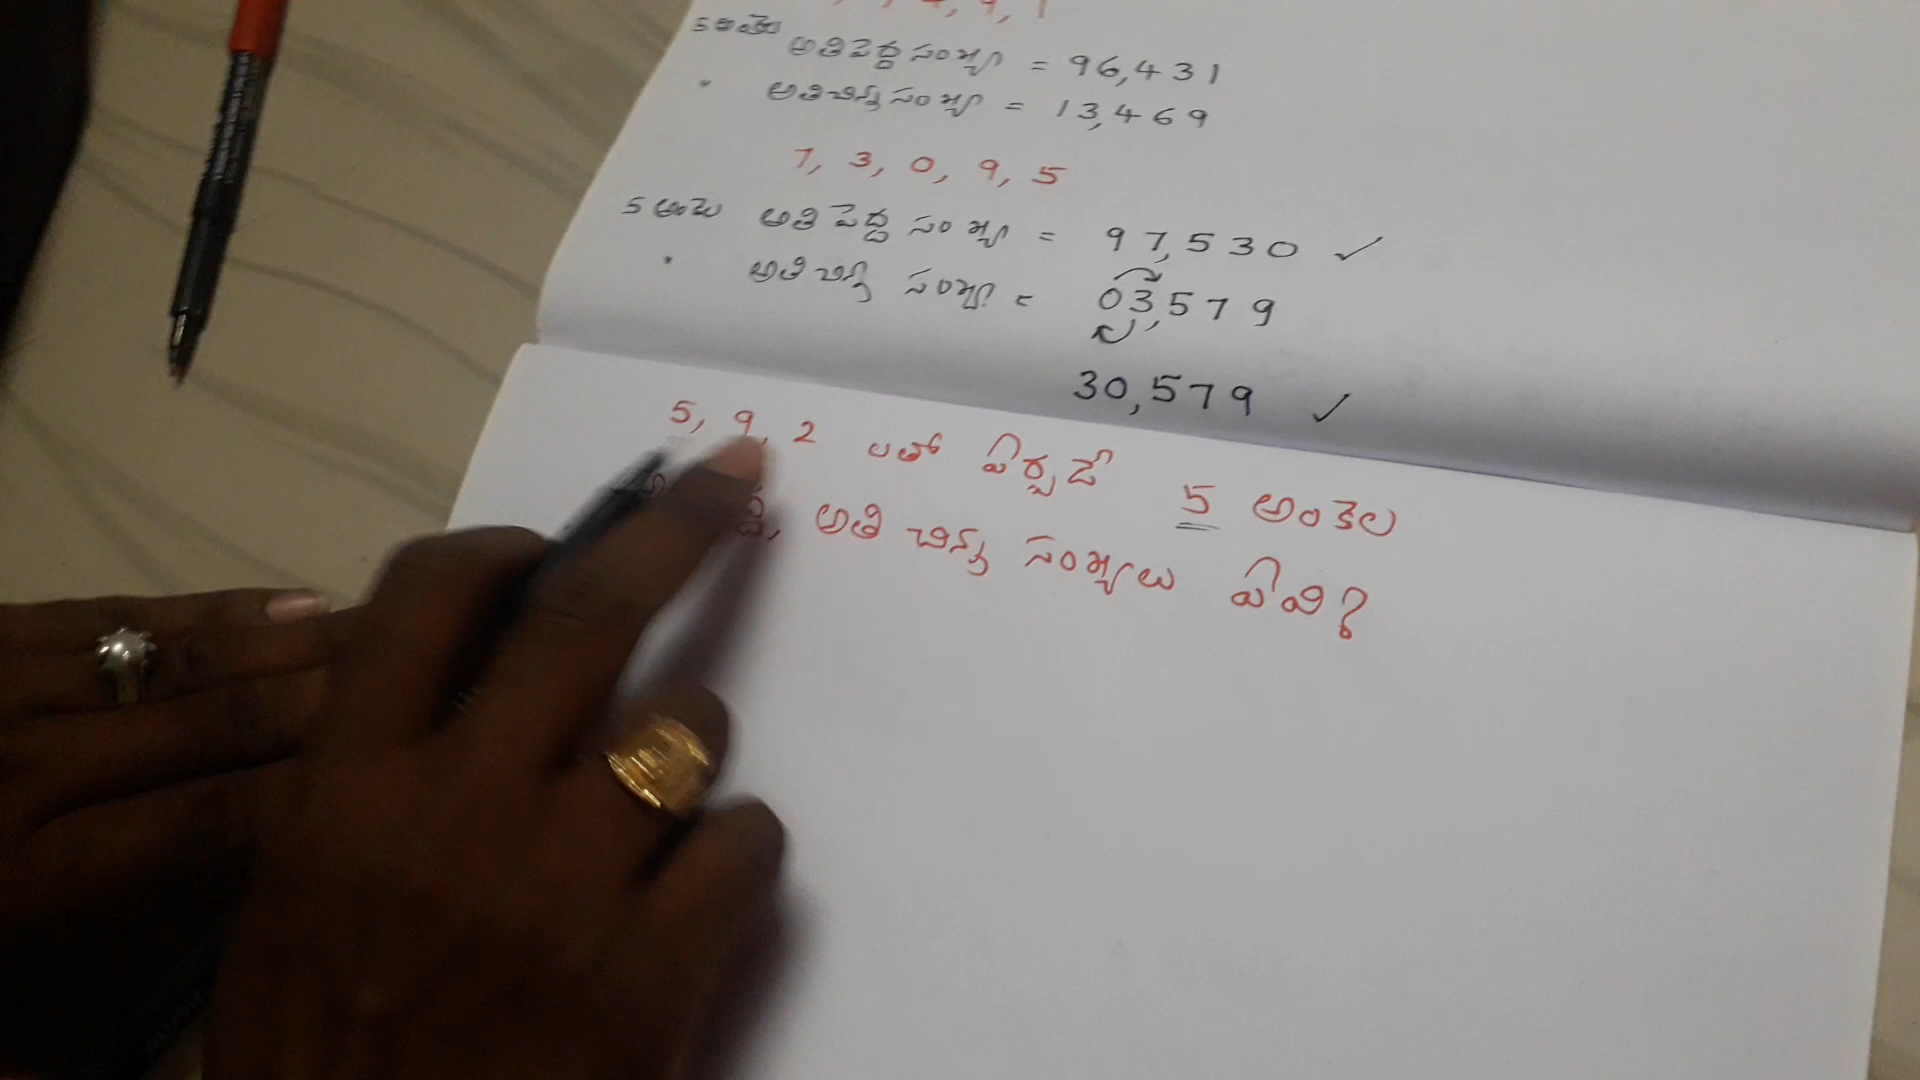 5 అంకెల అతి పెద్ద సంఖ్య = 96,431
" అతి చిన్న సంఖ్య = 13,469
7, 3, 0, 9, 5
5 అంకెల అతి పెద్ద సంఖ్య = 97,530 ✓
" అతి చిన్న సంఖ్య = 03,579
30,579 ✓
5, 9, 2 లతో ఏర్పడే 5 అంకెల
అతి చిన్న సంఖ్యలు ఏవి?